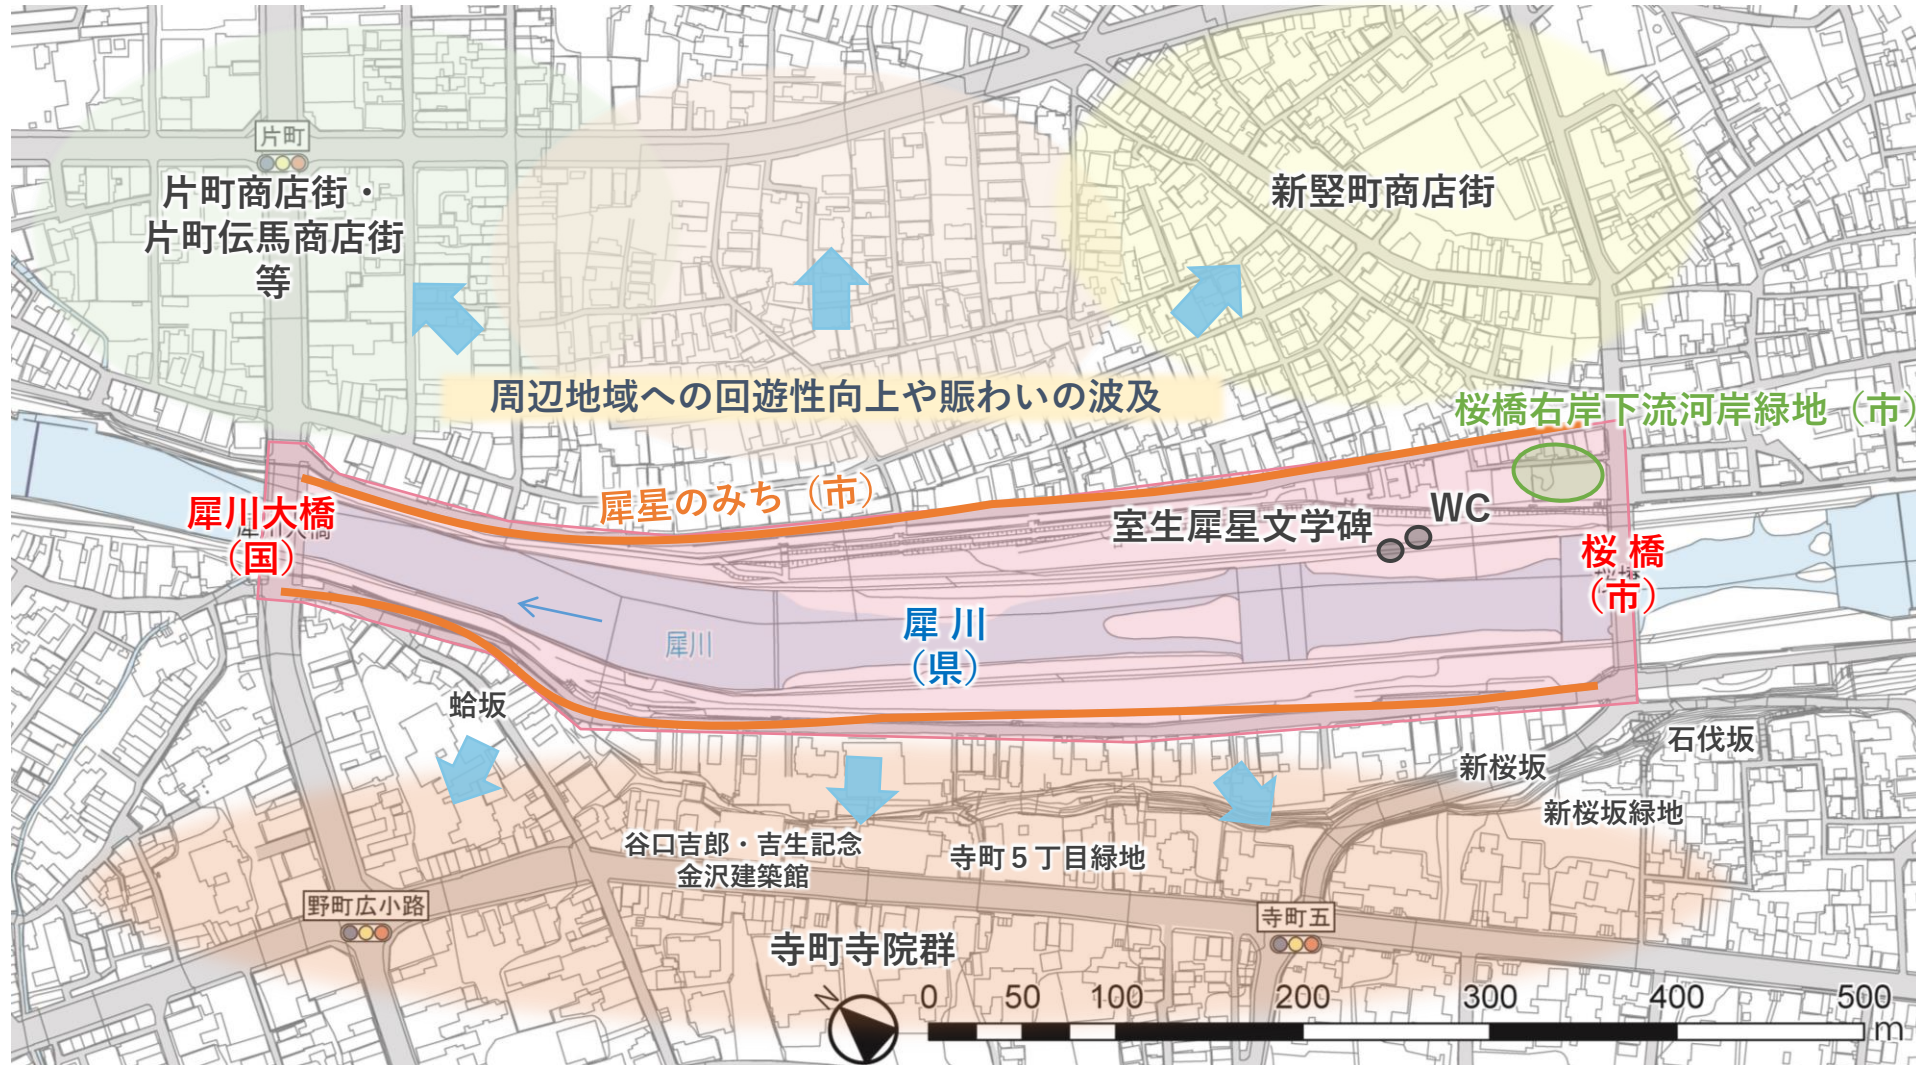 片町
片町商店街・
片町伝馬商店街
等
新竪町商店街
周辺地域への回遊性向上や賑わいの波及
桜橋右岸下流河岸緑地（市）
犀星のみち（市）
室生犀星文学碑
WC
犀川大橋
（国）
犀川大橋
桜 橋
（市）
桜橋
犀 川
（県）
犀川
蛤坂
石伐坂
新桜坂
新桜坂緑地
谷口吉郎・吉生記念
金沢建築館
寺町５丁目緑地
野町広小路
寺町五
寺町寺院群
N
0 50 100 200 300 400 500
m